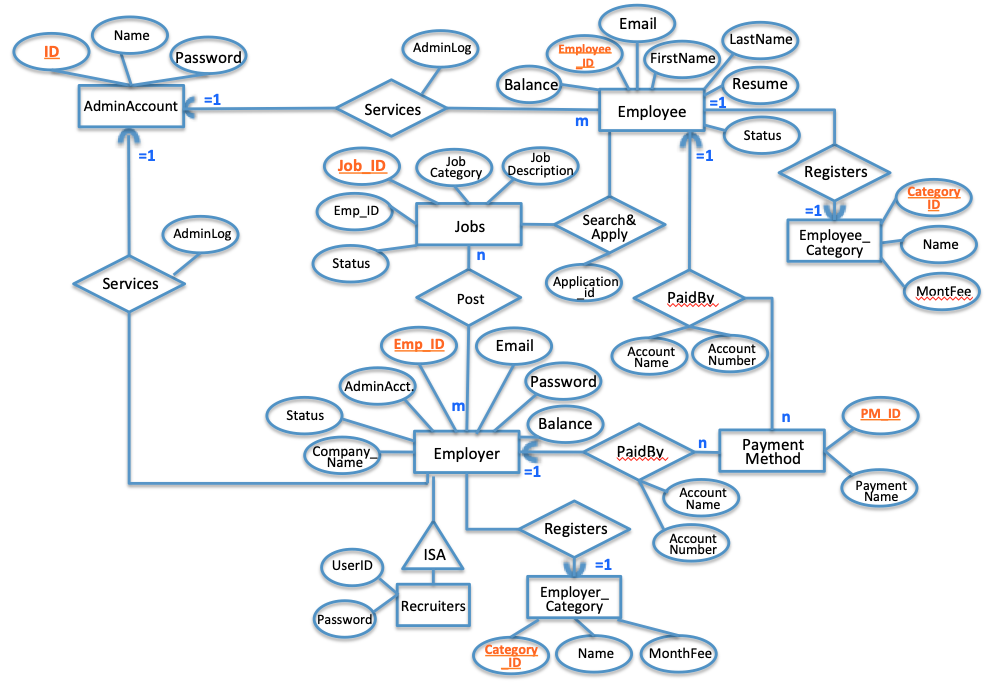 Email
Name
LastName
ID
AdminLog
Employee
_ID
FirstName
Password
Balance
Resume
AdminAccount
=1
Services
Employee
=1
m
Status
=1
=1
Job_ID
Job
Category
Job
Description
Registers
Category
ID
Emp_ID
Jobs
Search&
Apply
=1
Employee_
Category
Name
AdminLog
n
Status
Application
_id
MontFee
Services
Post
PaidBy
Emp_ID
Email
Account
Name
Account
Number
AdminAcct.
Password
m
Status
Balance
n
PM_ID
Company_
Name
Employer
=1
PaidBy
n
Payment
Method
Account
Name
Payment
Name
Registers
Account
Number
ISA
UserID
=1
Recruiters
Employer_
Category
Password
Category
_ID
Name
MonthFee